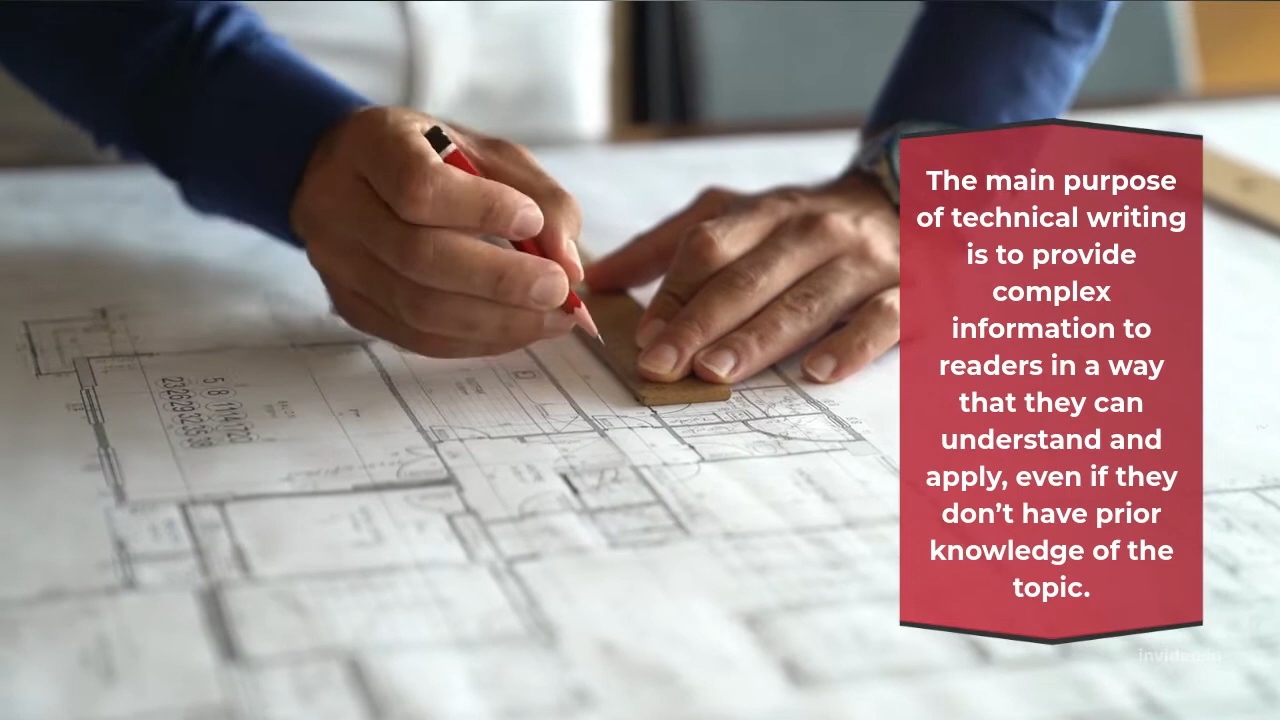 The main purpose
of technical writing
is to provide
complex
information to
readers in a way
that they can
understand and
apply, even if they
don’t have prior
knowledge of the
topic.